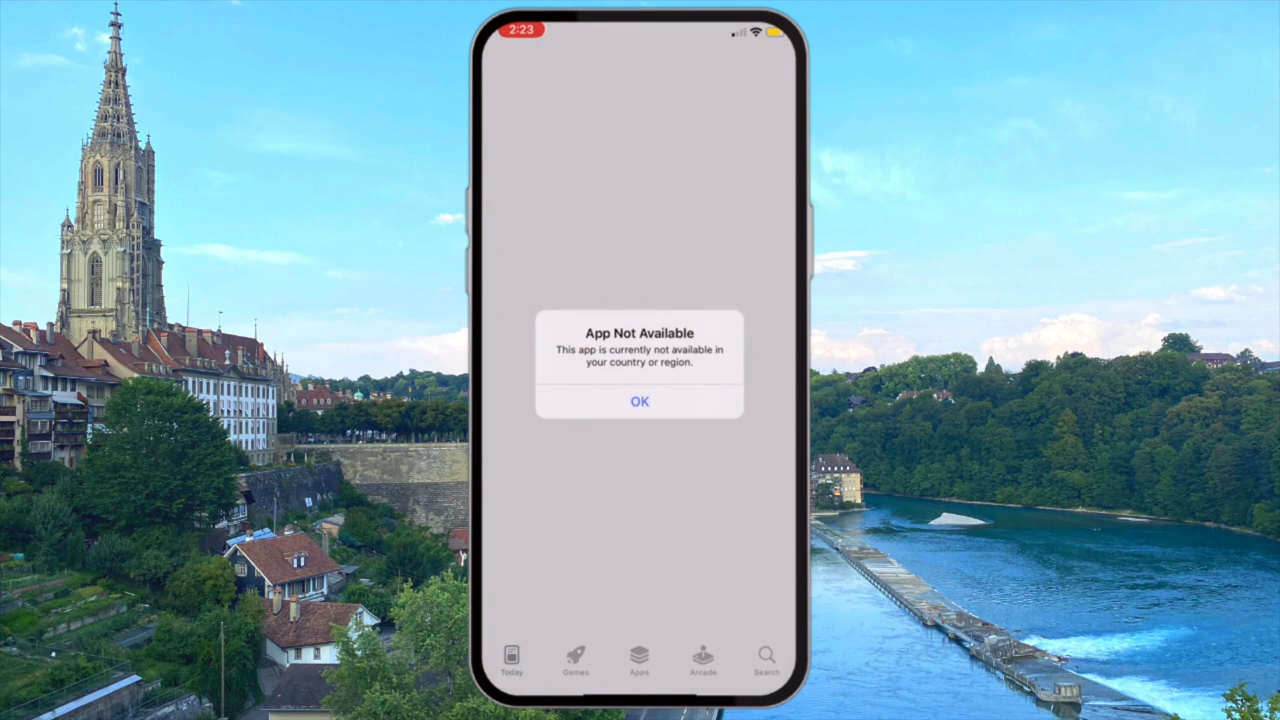 2:23
App Not Available
This app is currently not available in
your country or region.
OK
Today
Games
Apps
Arcade
Search